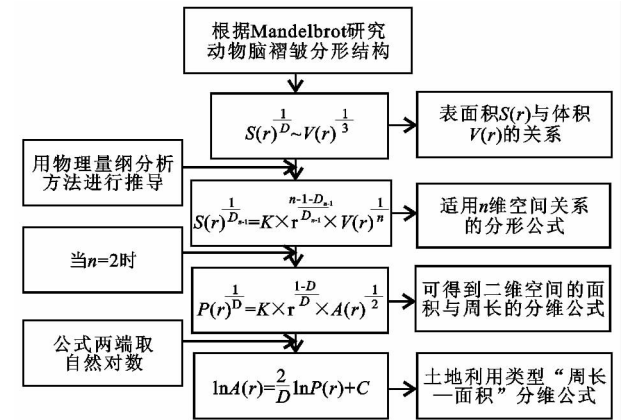 根据Mandelbrot研究
动物脑褶皱分形结构
S(r)^{1/D}~V(r)^{1/3}
表面积S(r)与体积
V(r)的关系
用物理量纲分析
方法进行推导
S(r)^{1/D_{n-1}}=K×r^{(n-1-D_{n-1})/D_{n-1}}×V(r)^{1/n}
适用n维空间关系
的分形公式
当n=2时
P(r)^{1/D}=K×r^{(1-D)/D}×A(r)^{1/2}
可得到二维空间的面
积与周长的分维公式
公式两端取
自然对数
lnA(r)=2/D lnP(r)+C
土地利用类型“周长
—面积”分维公式